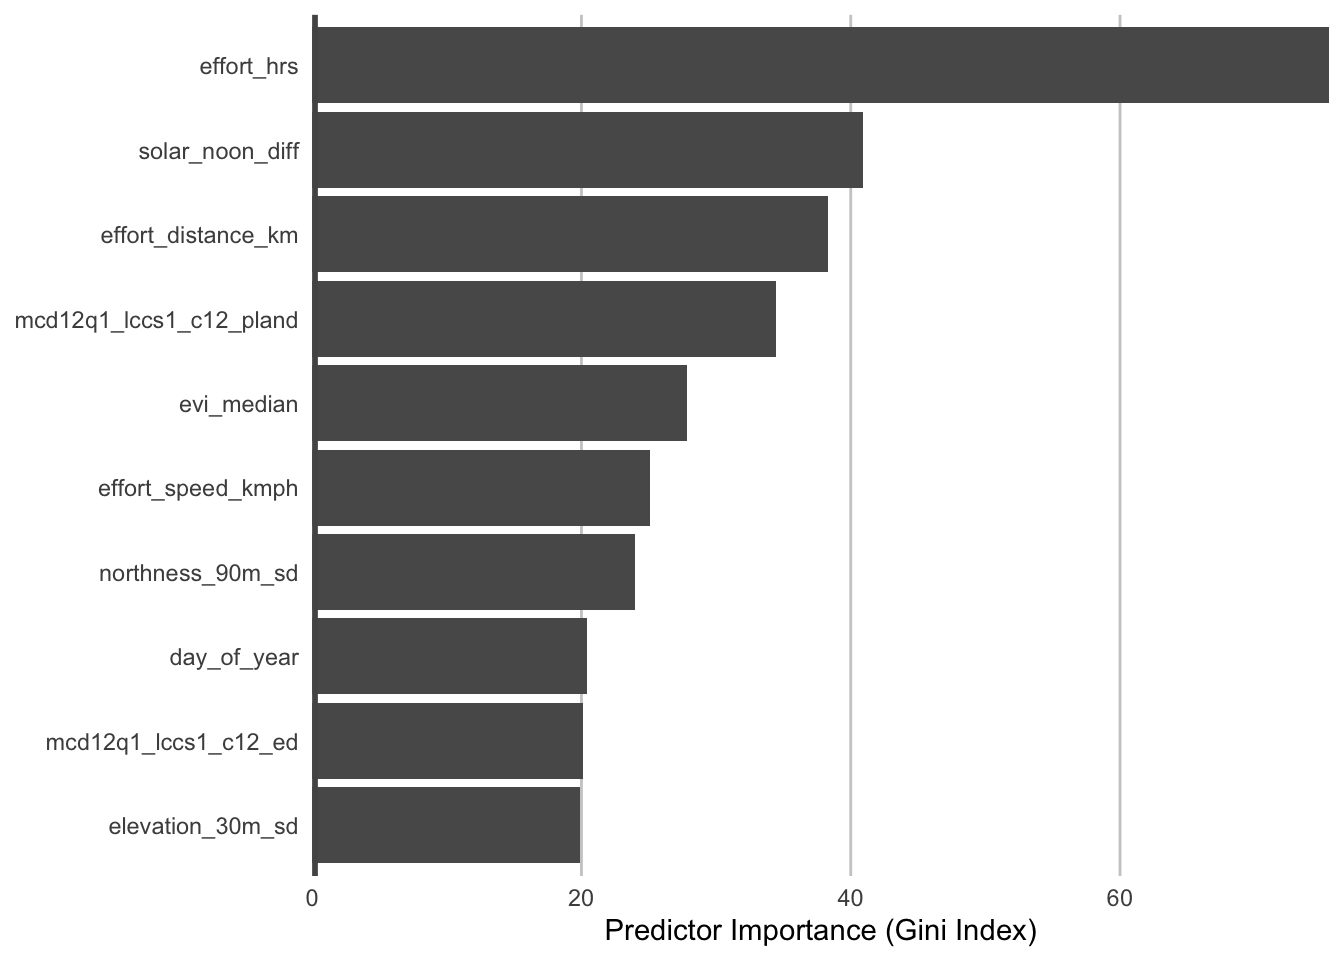 effort_hrs
solar_noon_diff
effort_distance_km
mcd12q1_lccs1_c12_pland
evi_median
effort_speed_kmph
northness_90m_sd
day_of_year
mcd12q1_lccs1_c12_ed
elevation_30m_sd
0 20 40 60
Predictor Importance (Gini Index)